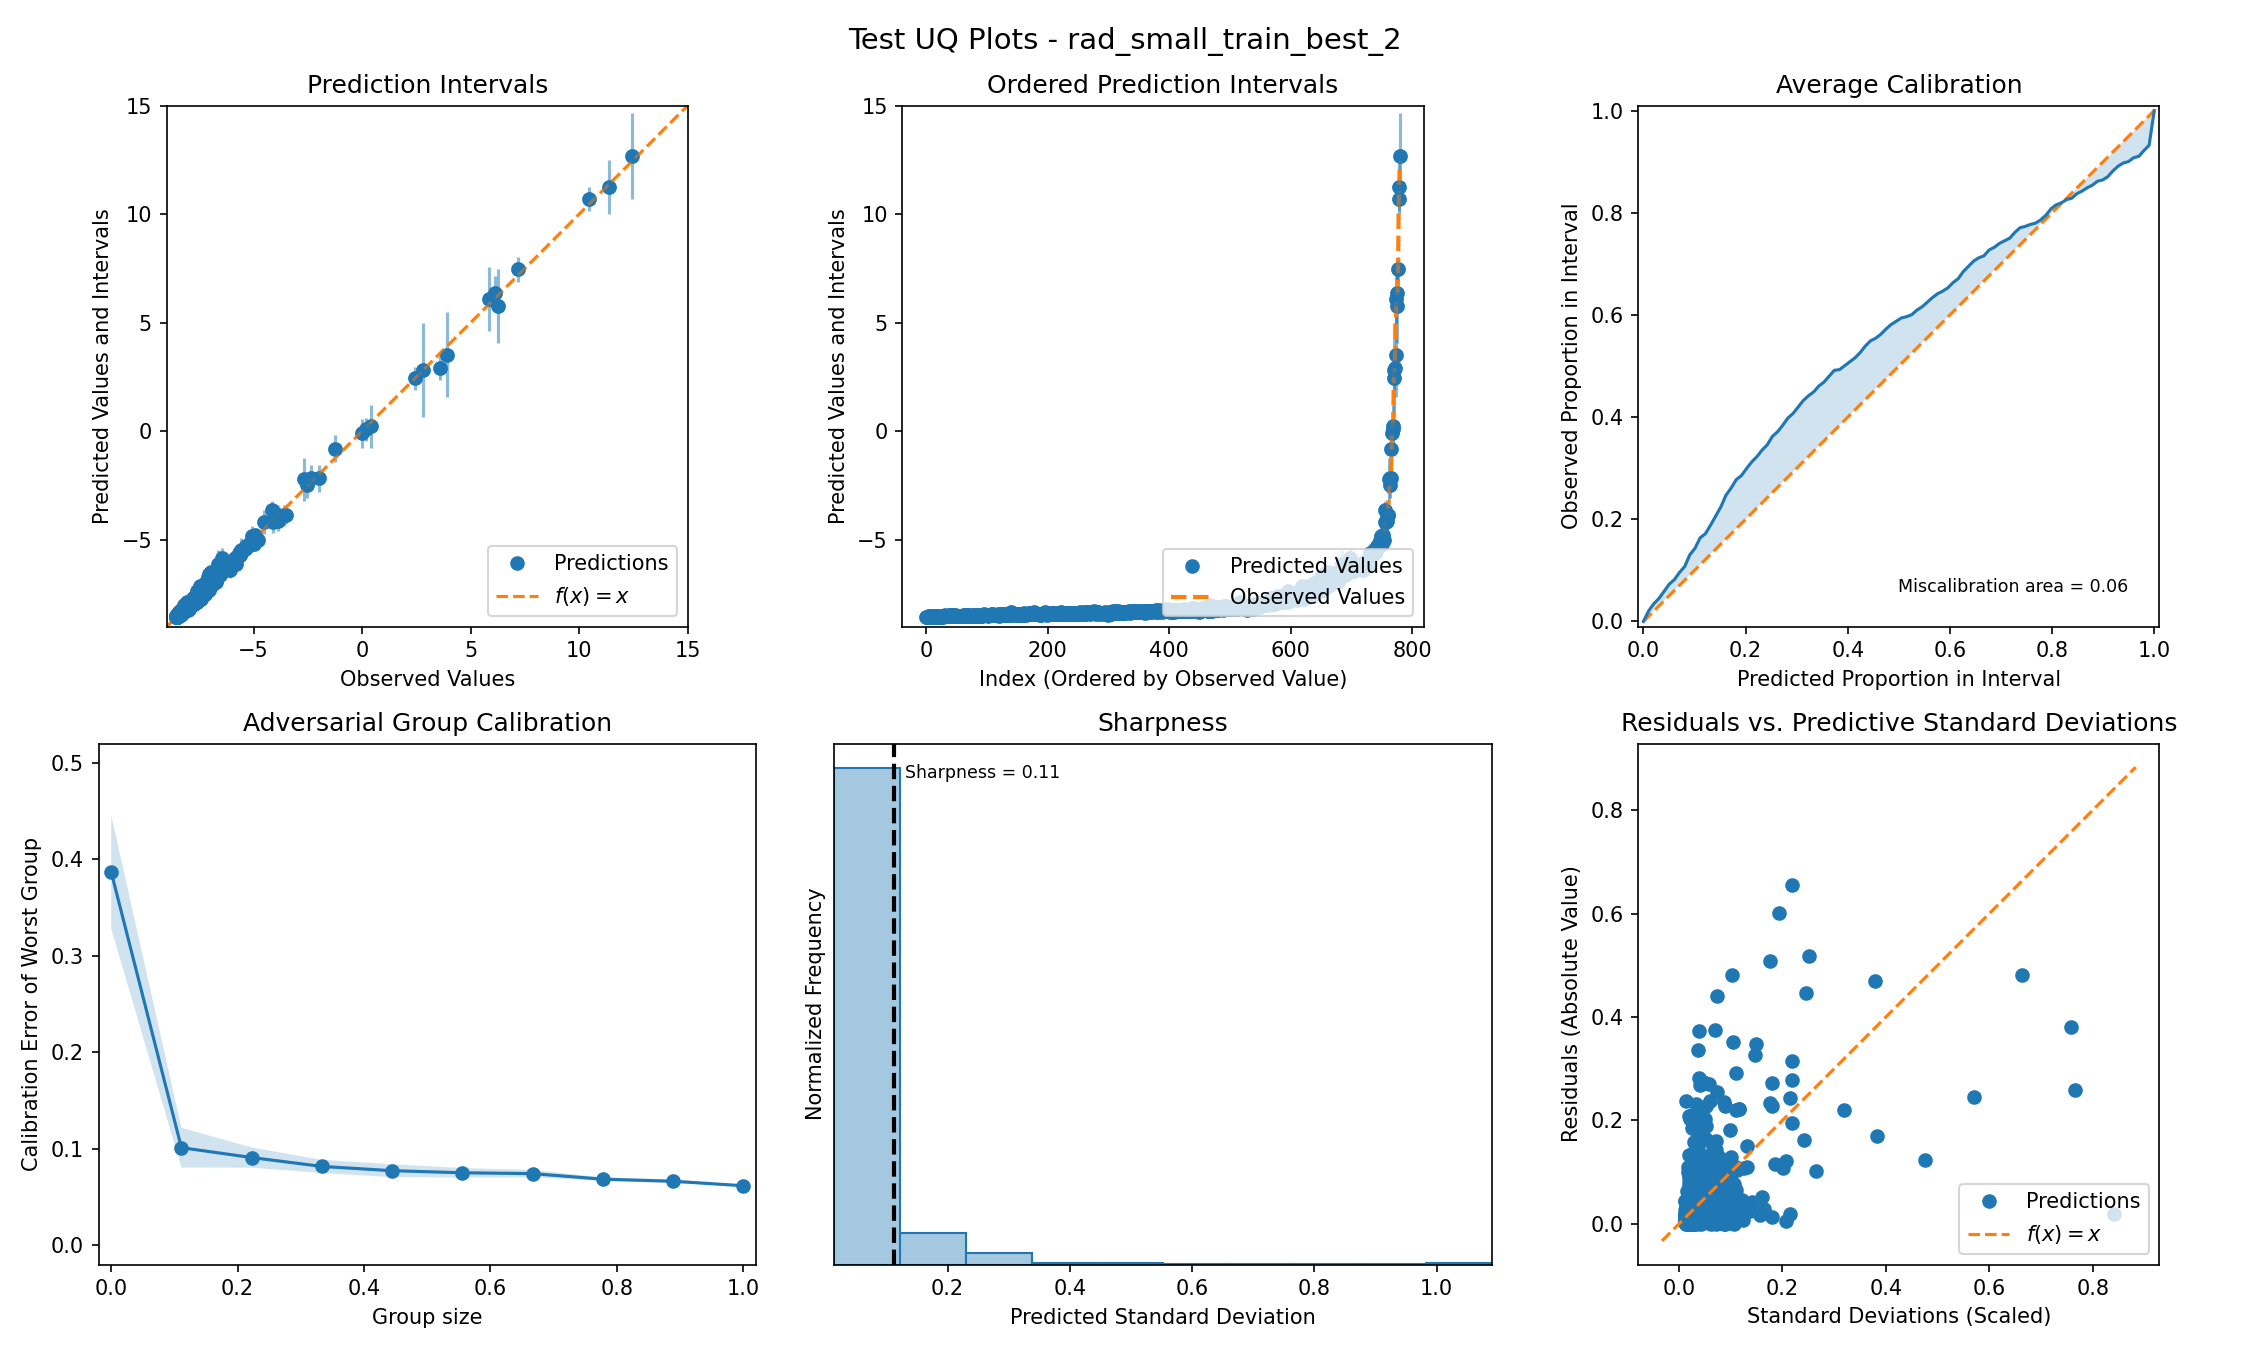 Test UQ Plots - rad_small_train_best_2
Prediction Intervals
15
10
5
0
−5
Predicted Values and Intervals
−5
0
5
10
15
Observed Values
Predictions
f(x) = x
Ordered Prediction Intervals
15
10
5
0
−5
Predicted Values and Intervals
0
200
400
600
800
Index (Ordered by Observed Value)
Predicted Values
Observed Values
Average Calibration
1.0
0.8
0.6
0.4
0.2
0.0
Observed Proportion in Interval
0.0
0.2
0.4
0.6
0.8
1.0
Predicted Proportion in Interval
Miscalibration area = 0.06
Adversarial Group Calibration
0.5
0.4
0.3
0.2
0.1
0.0
Calibration Error of Worst Group
0.0
0.2
0.4
0.6
0.8
1.0
Group size
Sharpness
Sharpness = 0.11
Normalized Frequency
0.2
0.4
0.6
0.8
1.0
Predicted Standard Deviation
Residuals vs. Predictive Standard Deviations
0.8
0.6
0.4
0.2
0.0
Residuals (Absolute Value)
0.0
0.2
0.4
0.6
0.8
Standard Deviations (Scaled)
Predictions
f(x) = x